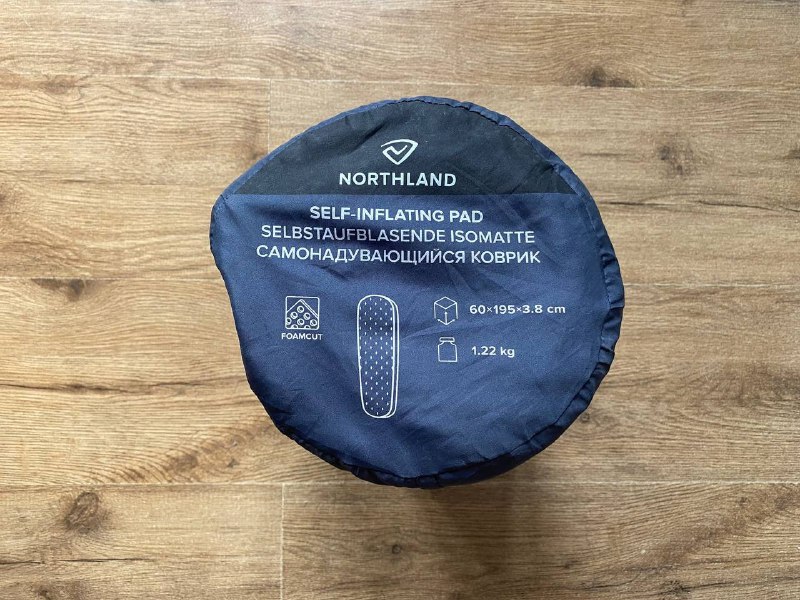 NORTHLAND
SELF-INFLATING PAD
SELBSTAUFBLASENDE ISOMATTE
САМОНАДУВАЮЩИЙСЯ КОВРИК
FOAMCUT
60×195×3.8 cm
1.22 kg